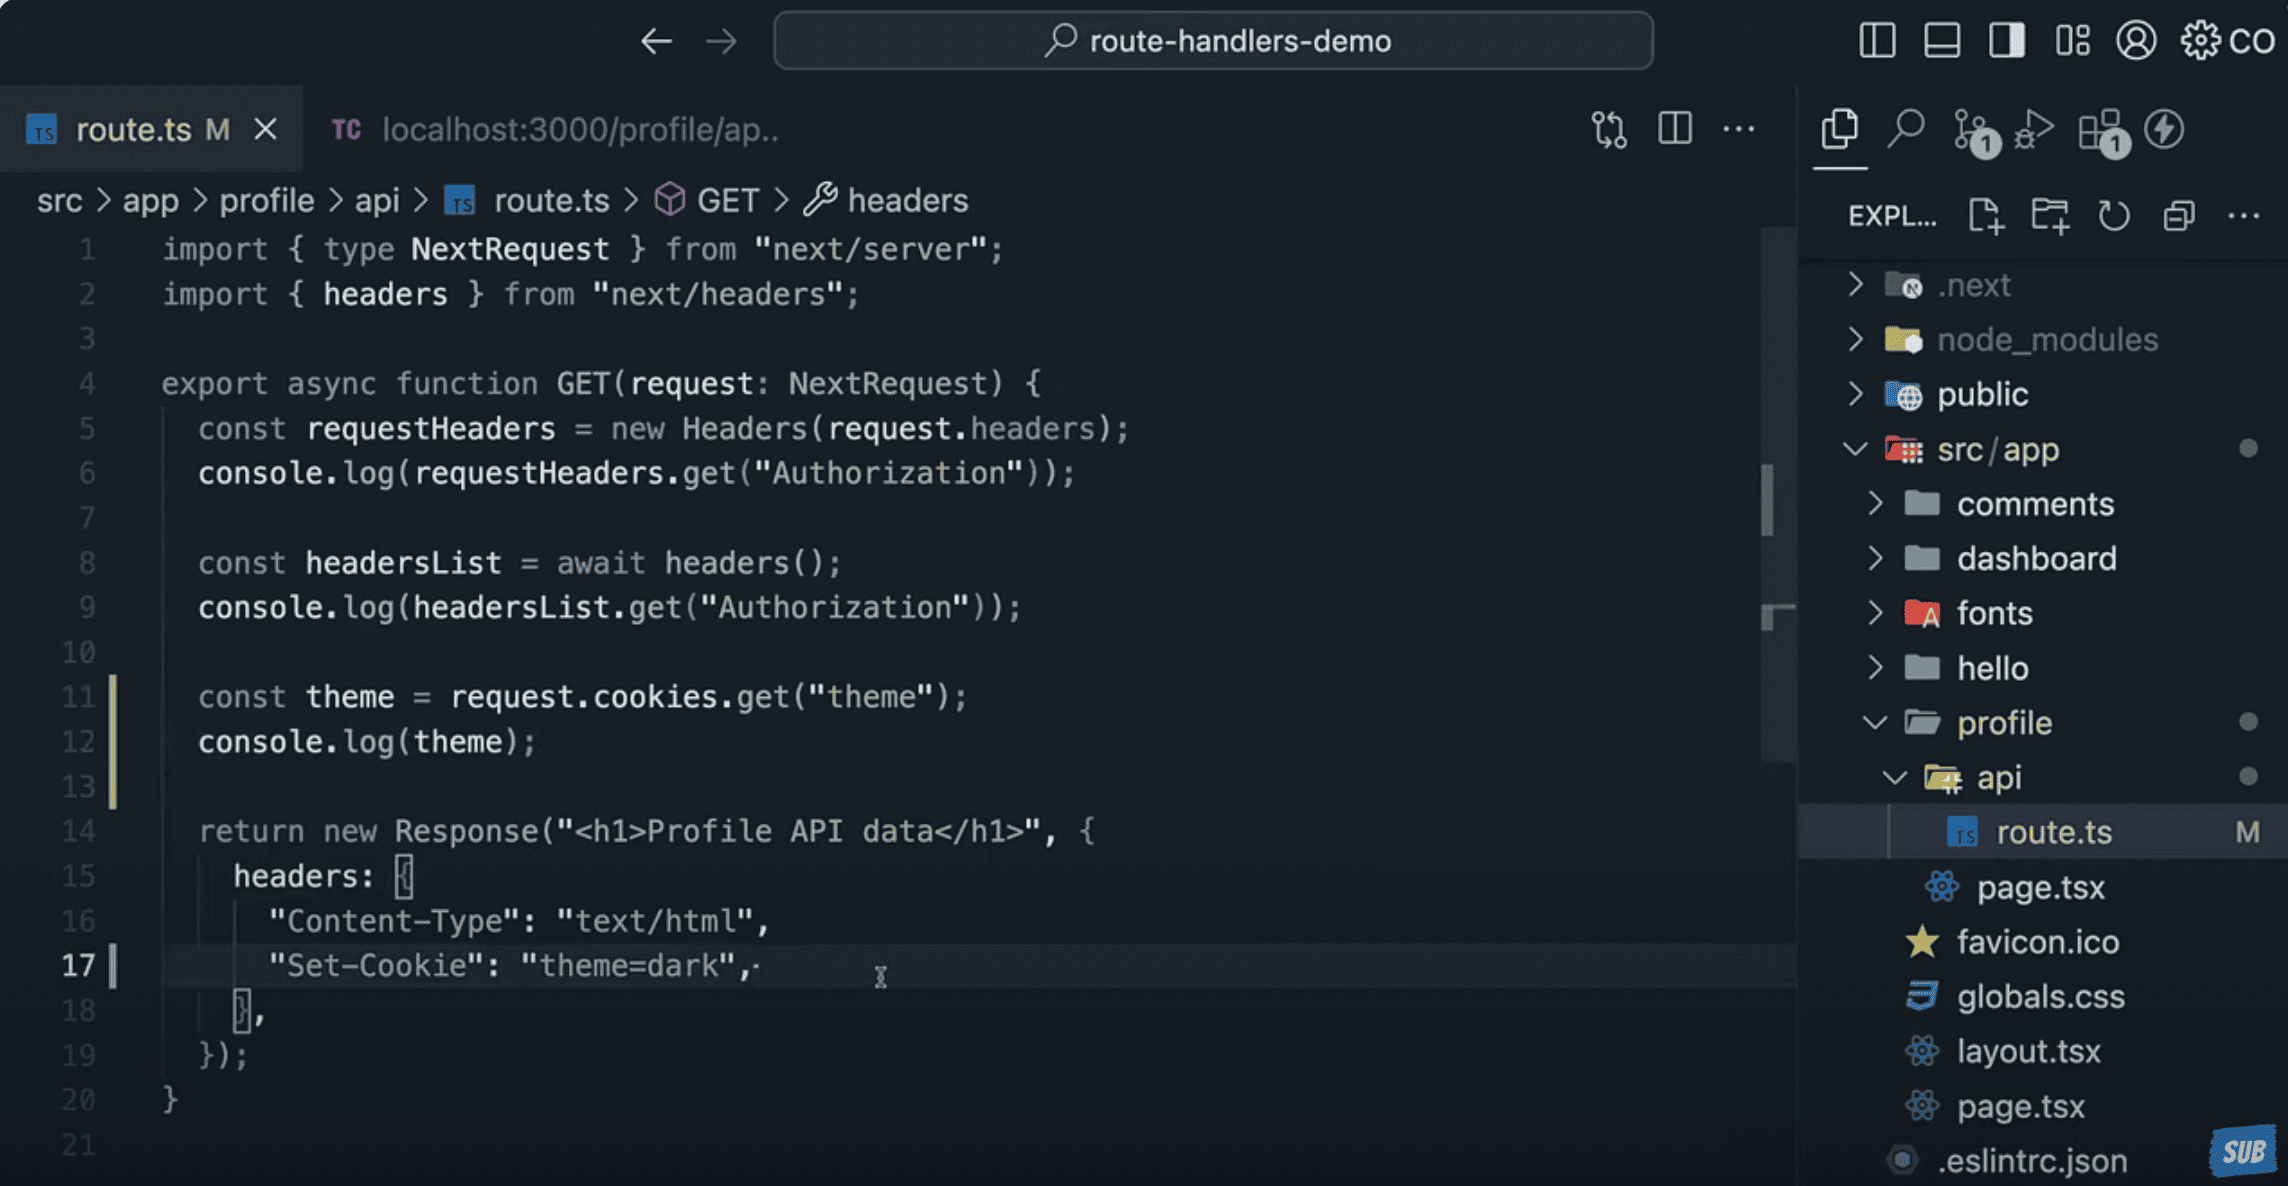 route-handlers-demo
CO
TS route.ts M
TC localhost:3000/profile/ap..
src > app > profile > api > TS route.ts > GET > headers
1 import { type NextRequest } from "next/server";
2 import { headers } from "next/headers";
3
4 export async function GET(request: NextRequest) {
5 const requestHeaders = new Headers(request.headers);
6 console.log(requestHeaders.get("Authorization"));
7
8 const headersList = await headers();
9 console.log(headersList.get("Authorization"));
10
11 const theme = request.cookies.get("theme");
12 console.log(theme);
13
14 return new Response("<h1>Profile API data</h1>", {
15 headers: {
16 "Content-Type": "text/html",
17 "Set-Cookie": "theme=dark",
18 },
19 });
20 }
21
1
1
EXPL...
.next
node_modules
public
src/app
comments
dashboard
fonts
hello
profile
api
TS route.ts M
page.tsx
favicon.ico
globals.css
layout.tsx
page.tsx
.eslintrc.json
SUB